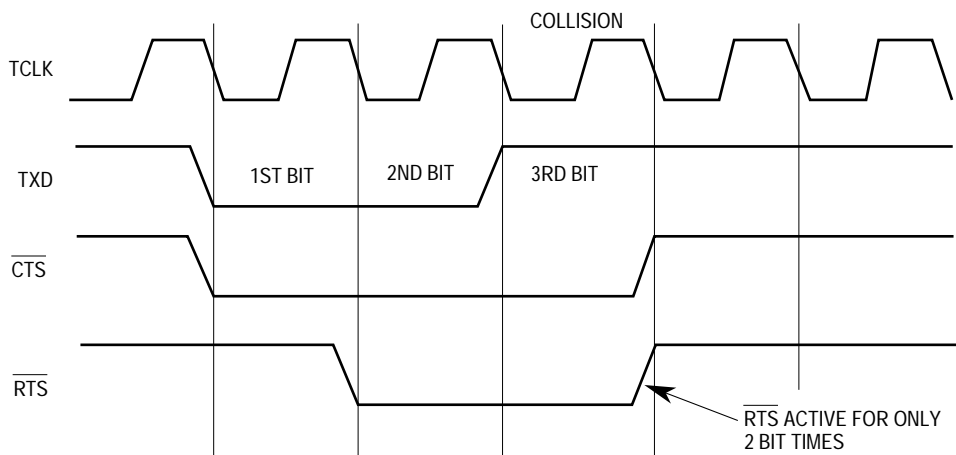 COLLISION
TCLK
TXD
1ST BIT
2ND BIT
3RD BIT
CTS
RTS
RTS ACTIVE FOR ONLY
2 BIT TIMES